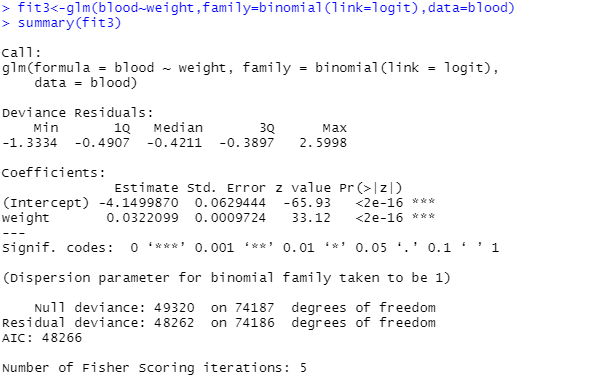 > fit3<-glm(blood~weight,family=binomial(link=logit),data=blood)
> summary(fit3)
Call:
glm(formula = blood ~ weight, family = binomial(link = logit),
    data = blood)
Deviance Residuals:
    Min       1Q   Median       3Q      Max
-1.3334  -0.4907  -0.4211  -0.3897   2.5998
Coefficients:
              Estimate Std. Error z value Pr(>|z|)
(Intercept) -4.1499870  0.0629444  -65.93   <2e-16 ***
weight       0.0322099  0.0009724   33.12   <2e-16 ***
---
Signif. codes:  0 ‘***’ 0.001 ‘**’ 0.01 ‘*’ 0.05 ‘.’ 0.1 ‘ ’ 1
(Dispersion parameter for binomial family taken to be 1)
    Null deviance: 49320  on 74187  degrees of freedom
Residual deviance: 48262  on 74186  degrees of freedom
AIC: 48266
Number of Fisher Scoring iterations: 5